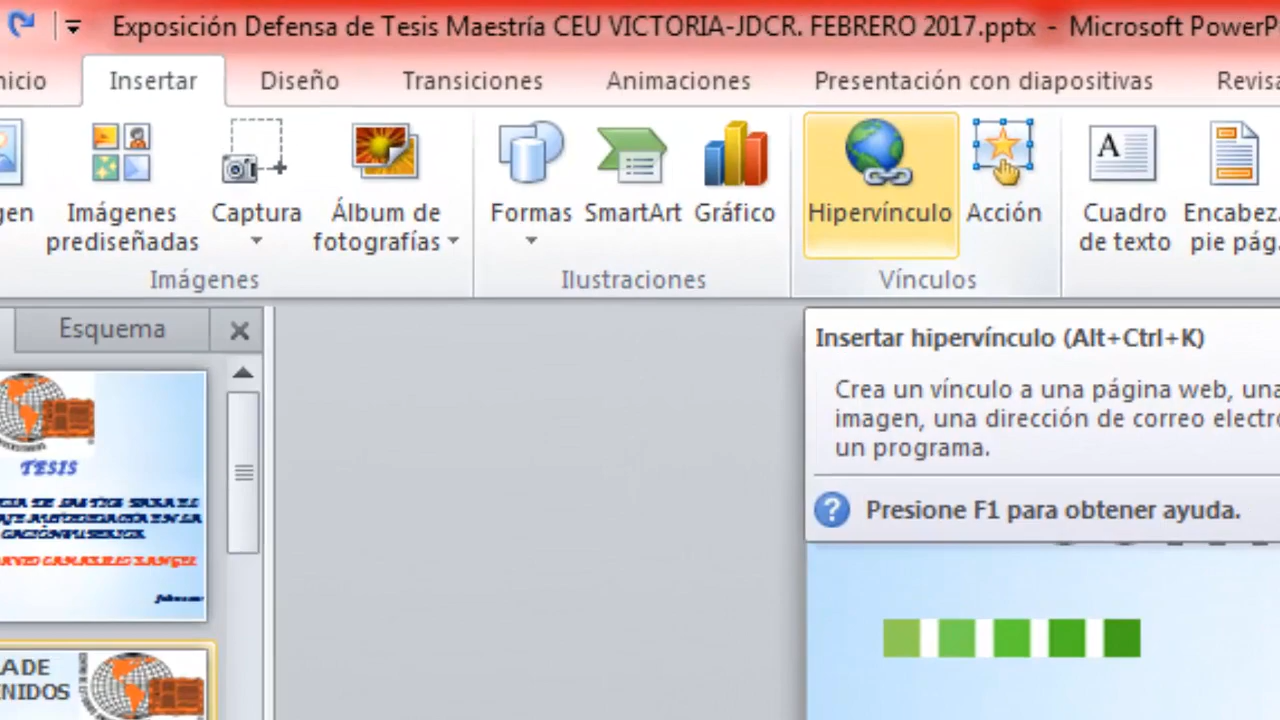 Exposición Defensa de Tesis Maestría CEU VICTORIA-JDCR. FEBRERO 2017.pptx - Microsoft PowerP
nicio Insertar Diseño Transiciones Animaciones Presentación con diapositivas Revisa
gen Imágenes prediseñadas Captura Álbum de fotografías Formas SmartArt Gráfico Hipervínculo Acción Cuadro de texto Encabez. pie pág.
Imágenes Ilustraciones Vínculos
Esquema
Insertar hipervínculo (Alt+Ctrl+K)
Crea un vínculo a una página web, una
imagen, una dirección de correo electró
un programa.
Presione F1 para obtener ayuda.
TESIS
A DE
NIDOS